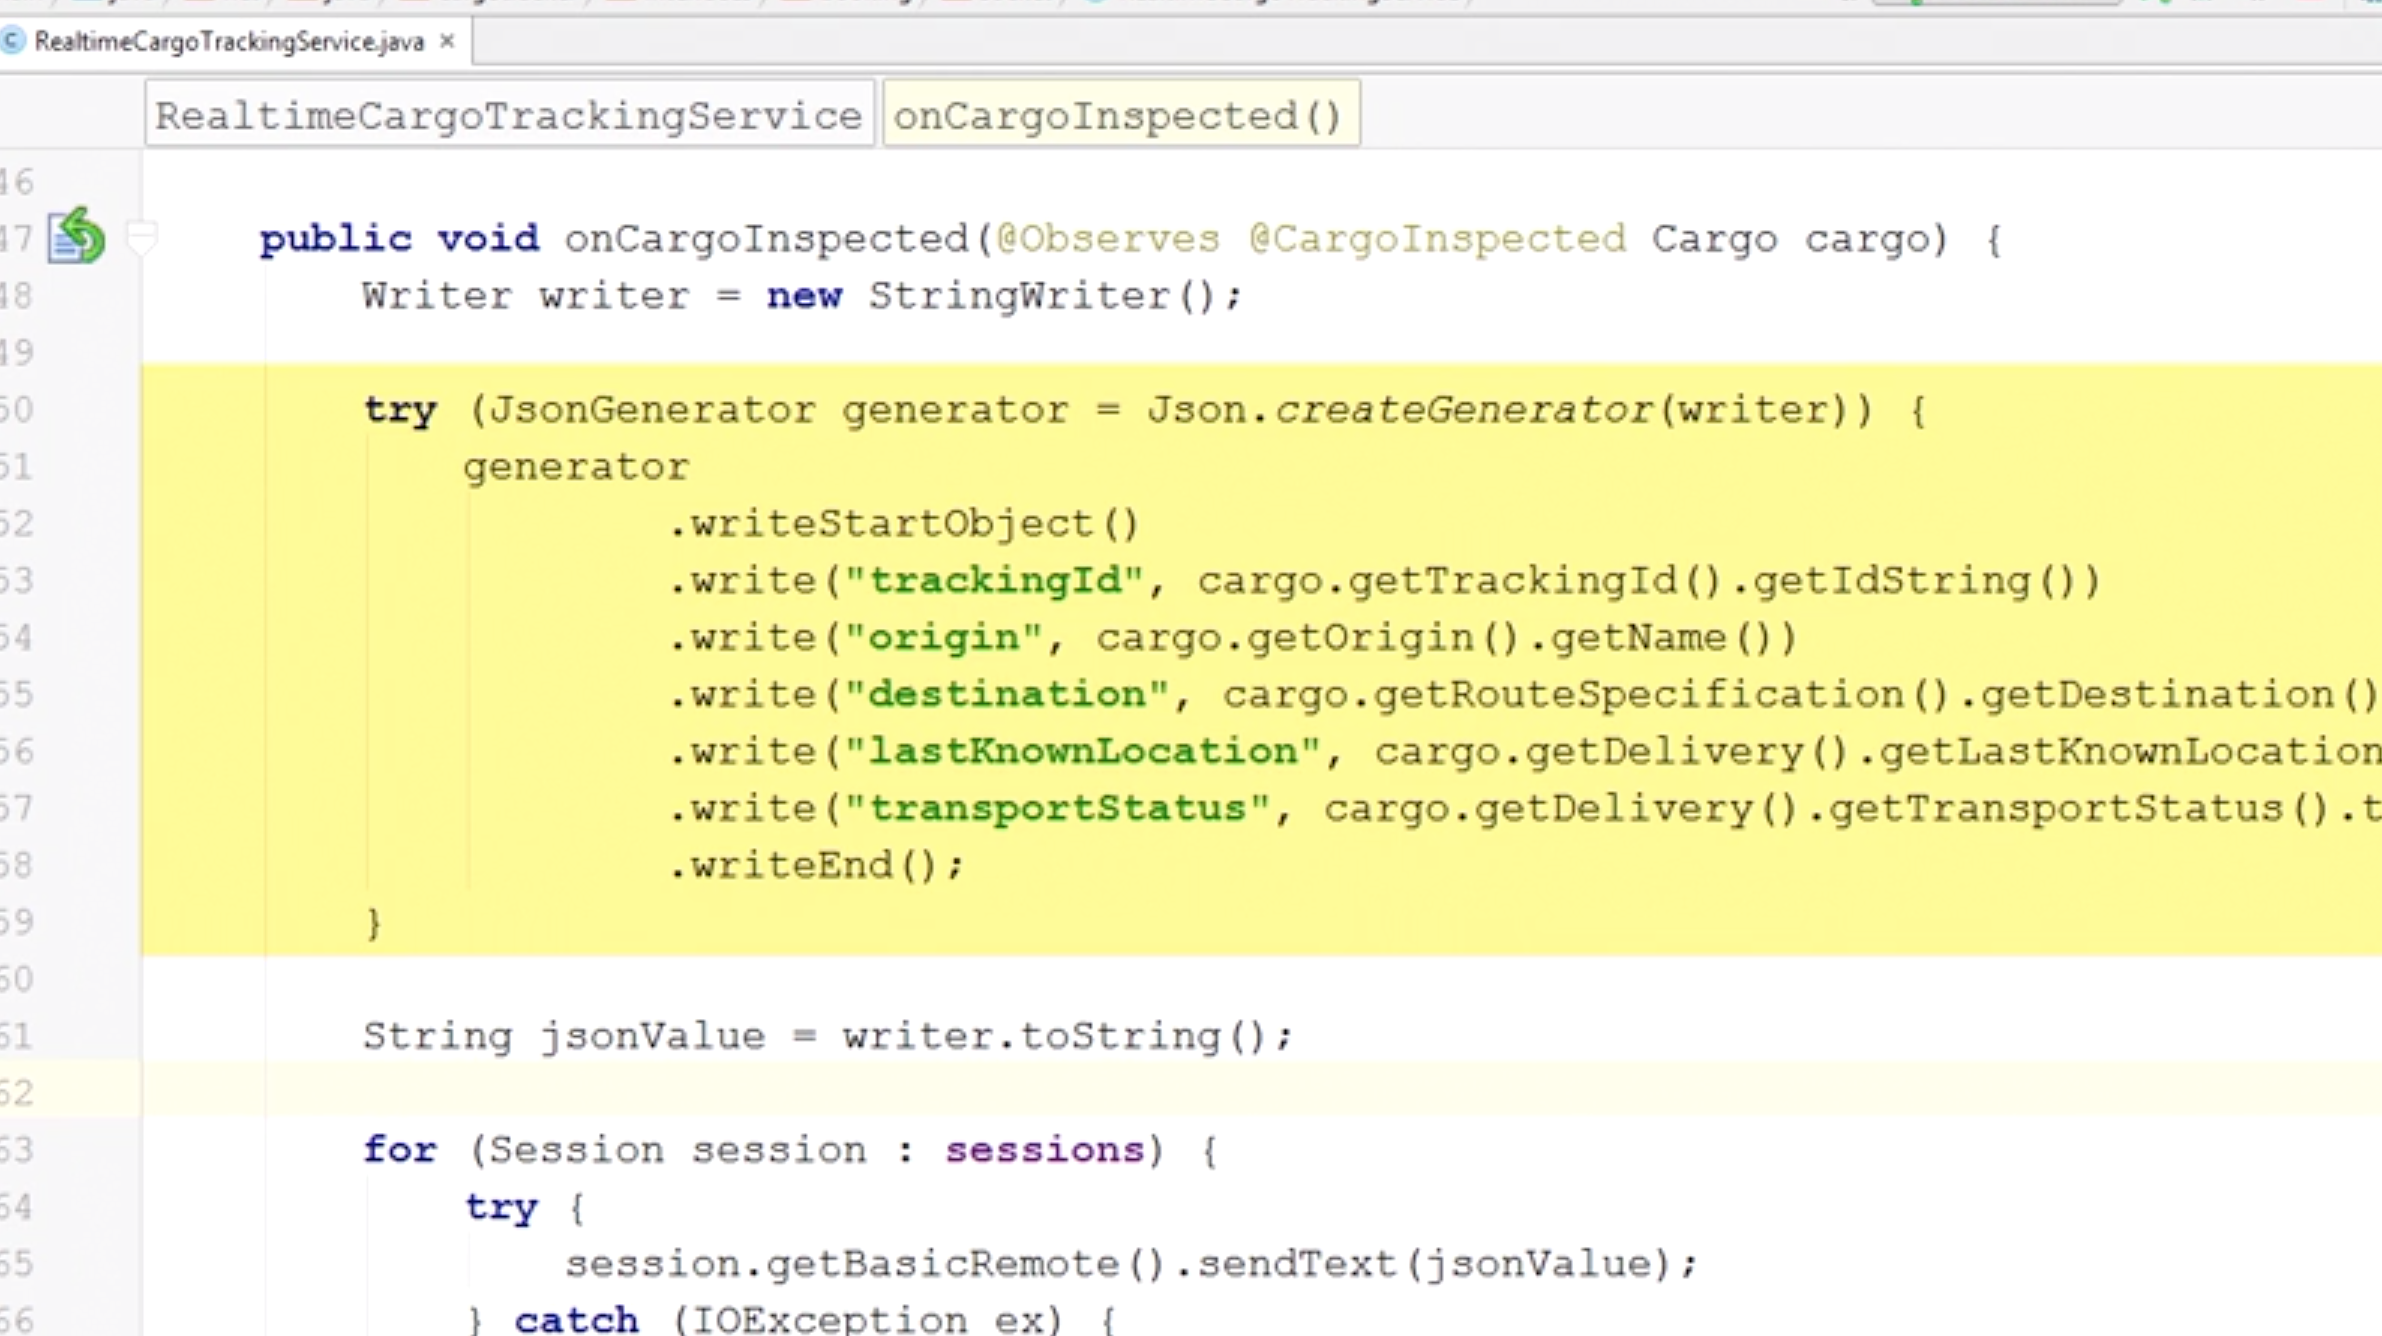 RealtimeCargoTrackingService.java ×
RealtimeCargoTrackingService onCargoInspected()
46
47 public void onCargoInspected(@Observes @CargoInspected Cargo cargo) {
48 Writer writer = new StringWriter();
49
50 try (JsonGenerator generator = Json.createGenerator(writer)) {
51 generator
52 .writeStartObject()
53 .write("trackingId", cargo.getTrackingId().getIdString())
54 .write("origin", cargo.getOrigin().getName())
55 .write("destination", cargo.getRouteSpecification().getDestination()
56 .write("lastKnownLocation", cargo.getDelivery().getLastKnownLocation
57 .write("transportStatus", cargo.getDelivery().getTransportStatus().t
58 .writeEnd();
59 }
60
61 String jsonValue = writer.toString();
62
63 for (Session session : sessions) {
64 try {
65 session.getBasicRemote().sendText(jsonValue);
66 } catch (IOException ex) {